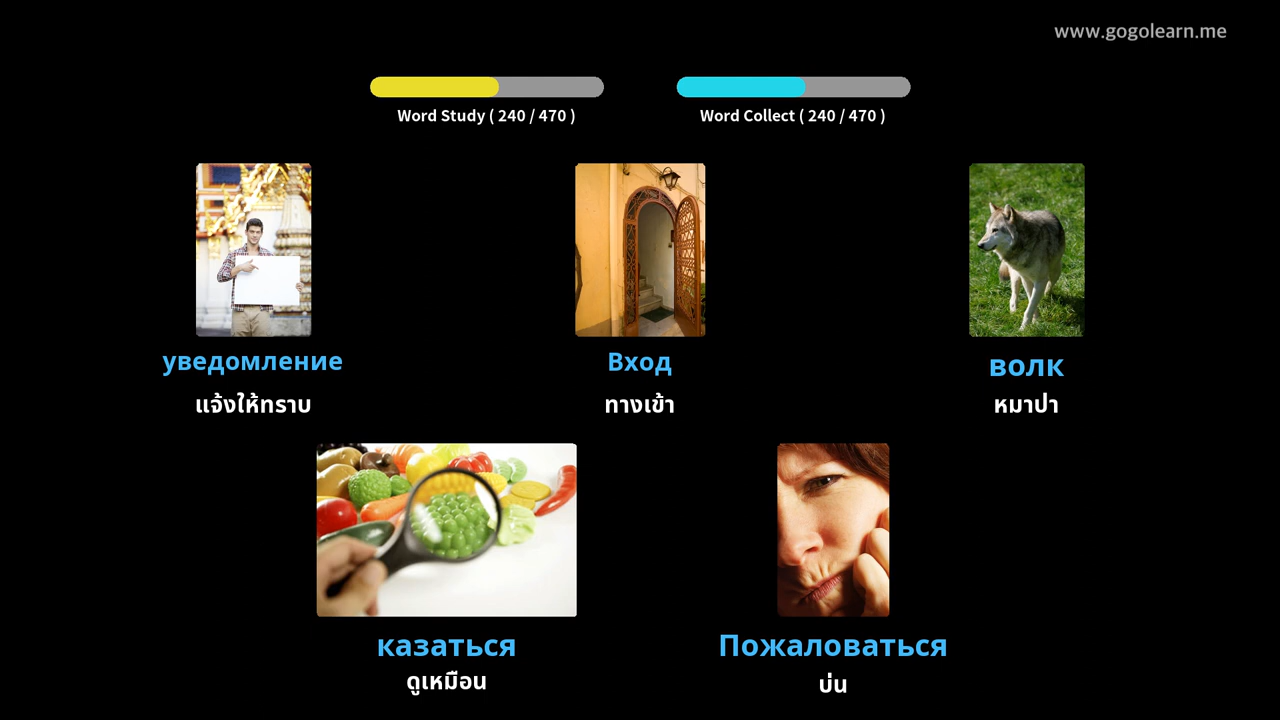 www.gogolearn.me
Word Study ( 240 / 470 )
Word Collect ( 240 / 470 )
уведомление
แจ้งให้ทราบ
Вход
ทางเข้า
волк
หมาป่า
казаться
ดูเหมือน
Пожаловаться
บ่น